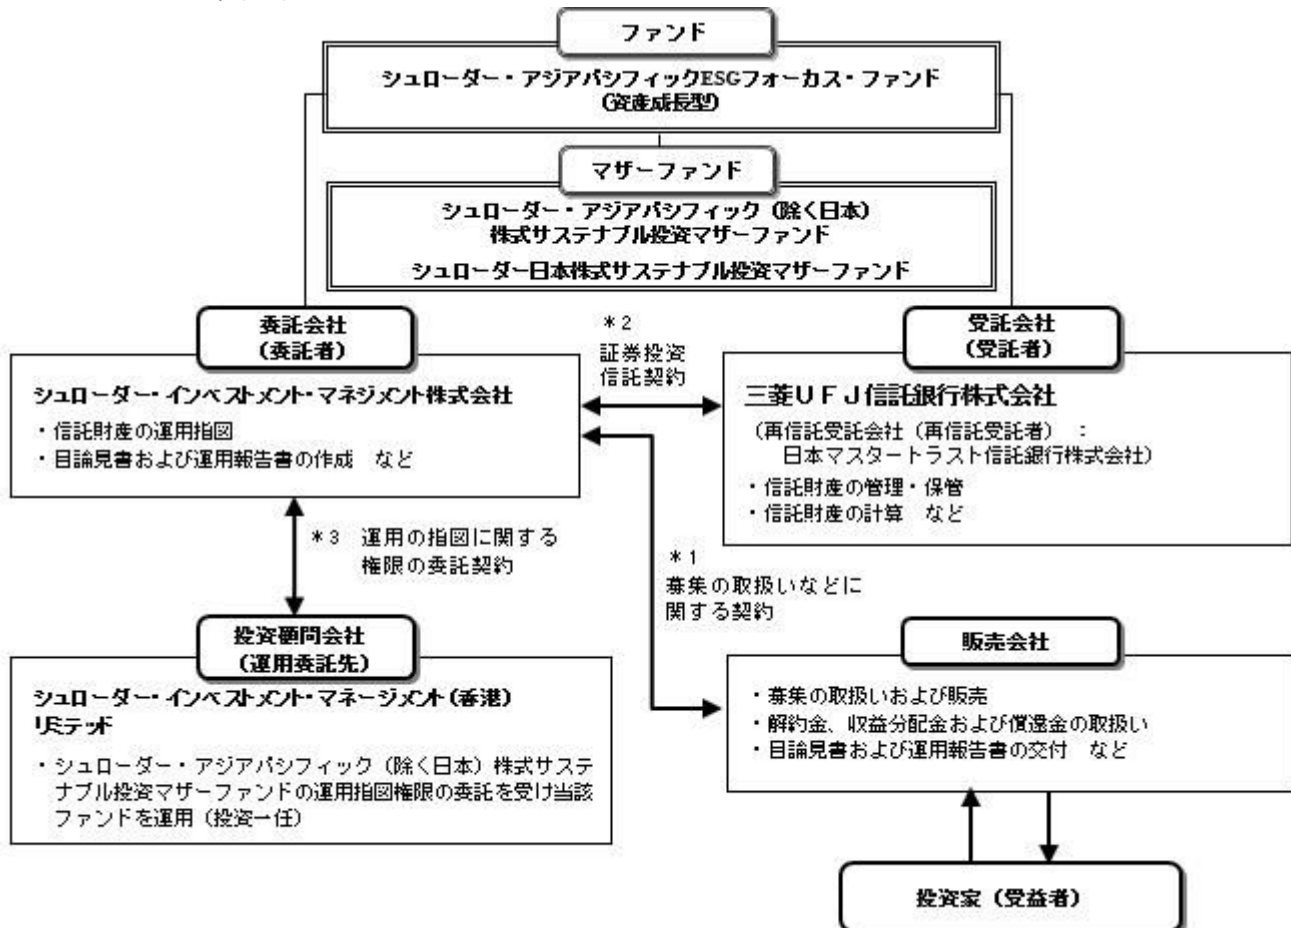 ファンド
シュローダー・アジアパシフィックESGフォーカス・ファンド
(資産成長型)
マザーファンド
シュローダー・アジアパシフィック（除く日本）
株式サステナブル投資マザーファンド
シュローダー日本株式サステナブル投資マザーファンド
委託会社
(委託者)
シュローダー・インベストメント・マネジメント株式会社
・信託財産の運用指図
・目論見書および運用報告書の作成　など
＊2
証券投資
信託契約
受託会社
(受託者)
三菱ＵＦＪ信託銀行株式会社
（再信託受託会社（再信託受託者）：
日本マスタートラスト信託銀行株式会社）
・信託財産の管理・保管
・信託財産の計算　など
＊3　運用の指図に関する
権限の委託契約
＊1
募集の取扱いなどに
関する契約
投資顧問会社
(運用委託先)
シュローダー・インベストメント・マネージメント(香港)
リミテッド
・シュローダー・アジアパシフィック（除く日本）株式サステ
ナブル投資マザーファンドの運用指図権限の委託を受け当該
ファンドを運用（投資一任）
販売会社
・募集の取扱いおよび販売
・解約金、収益分配金および償還金の取扱い
・目論見書および運用報告書の交付　など
投資家（受益者）